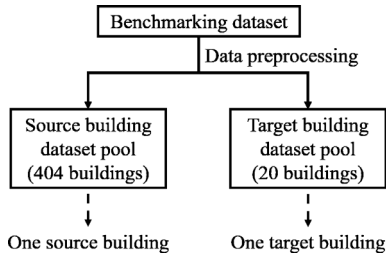 Benchmarking dataset
Data preprocessing
Source building
dataset pool
(404 buildings)
Target building
dataset pool
(20 buildings)
One source building
One target building